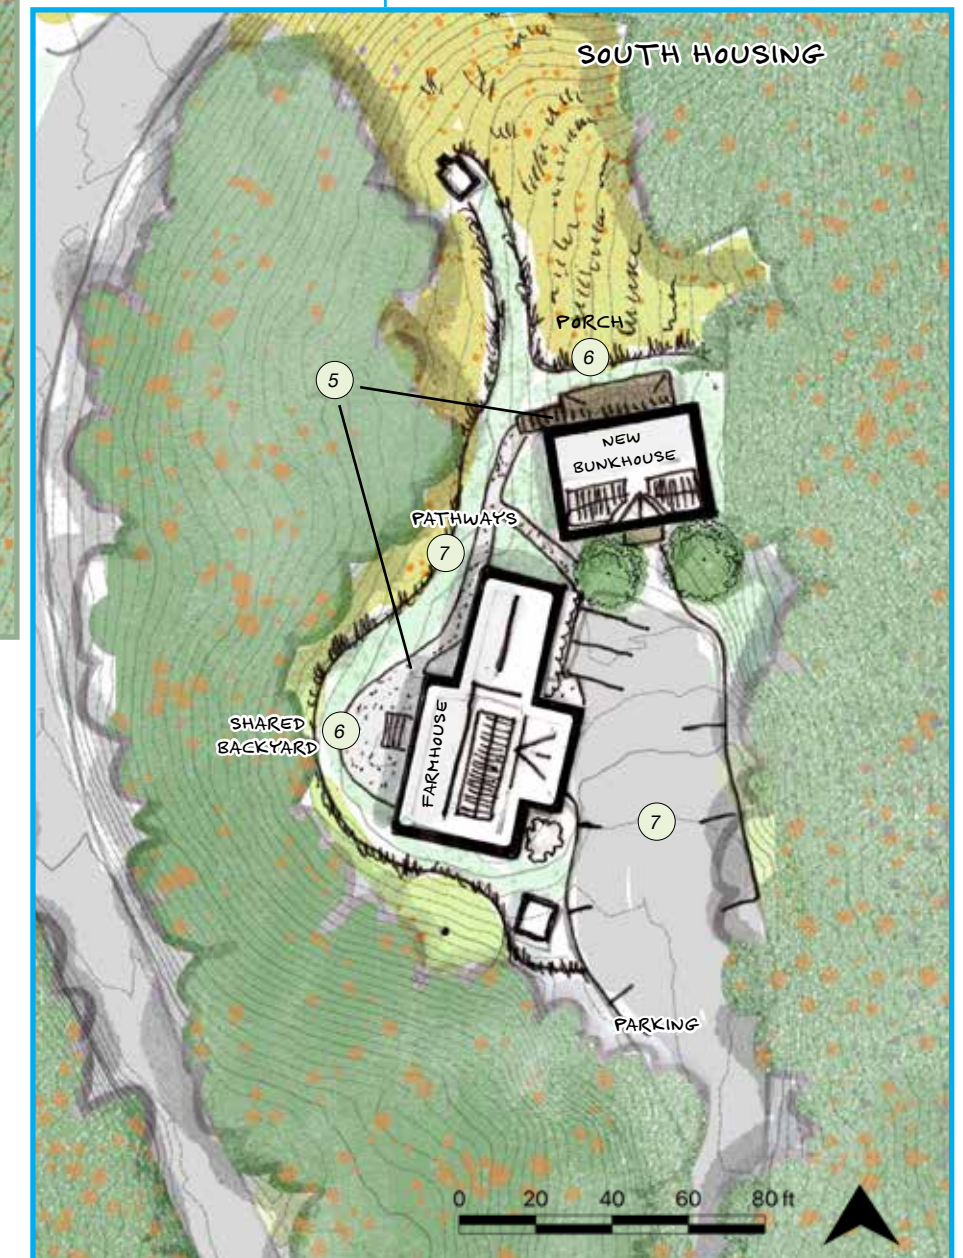 SOUTH HOUSING
PORCH
6
5
NEW
BUNKHOUSE
PATHWAYS
7
SHARED
BACKYARD
6
FARMHOUSE
7
PARKING
0 20 40 60 80 ft